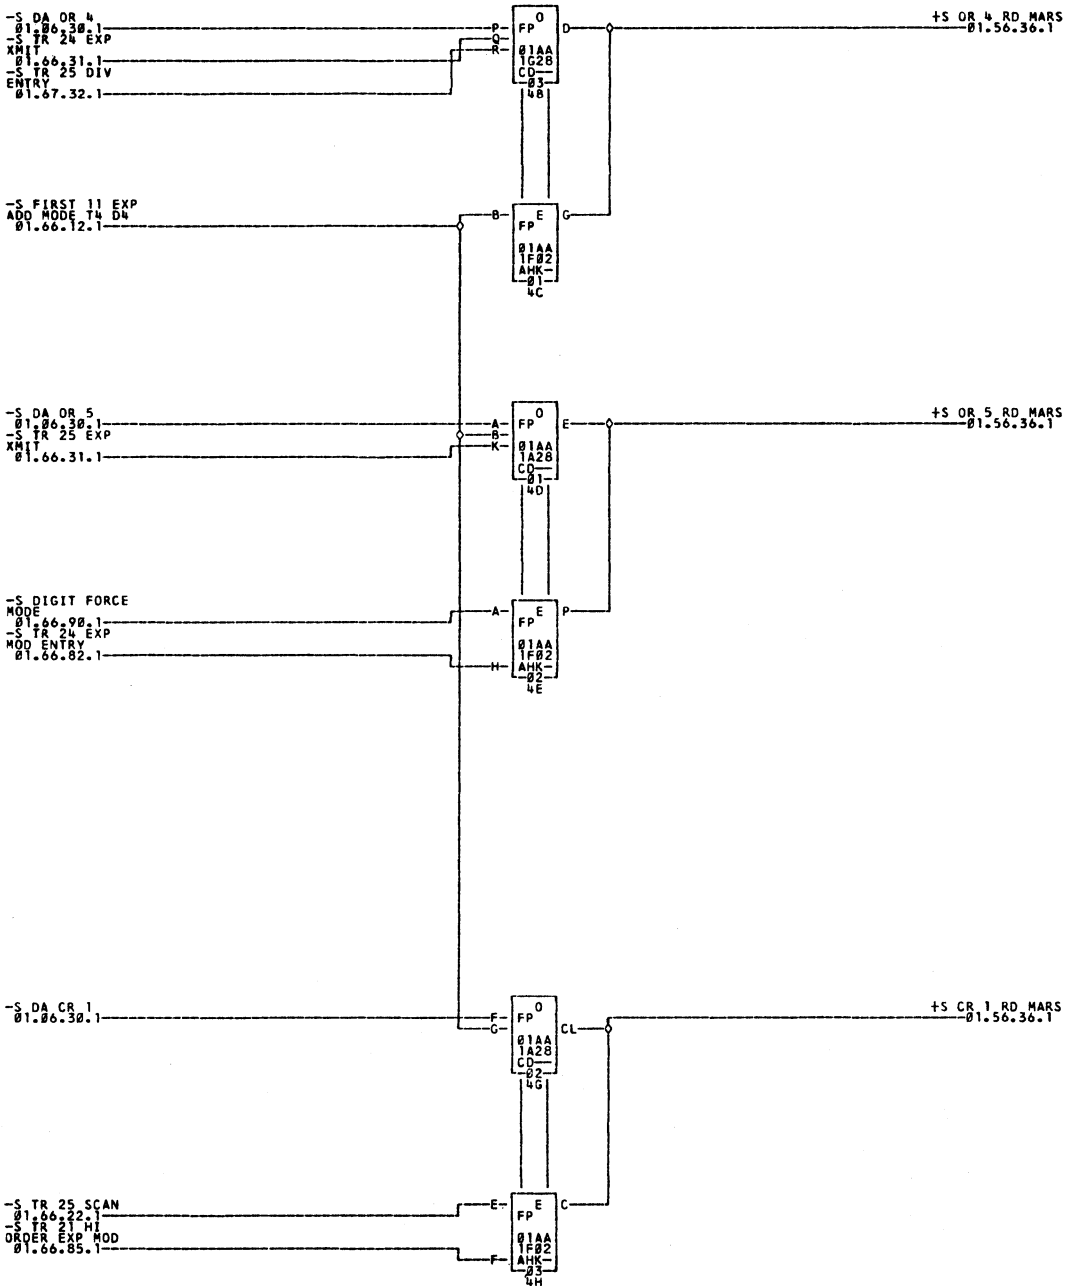 -S DA OR 4
01.06.30.1
-S TR 24 EXP
XMIT
01.66.31.1
-S TR 25 DIV
ENTRY
01.67.32.1
P
Q
R
O
FP
01AA
1G28
CD
03
4B
D
+S OR 4 RD MARS
01.56.36.1
-S FIRST 11 EXP
ADD MODE T4 D4
01.66.12.1
B
E
FP
01AA
1F02
AHK-
01
4C
G
-S DA OR 5
01.06.30.1
-S TR 25 EXP
XMIT
01.66.31.1
A
B
K
O
FP
01AA
1A28
CD
01
4D
E
+S OR 5 RD MARS
01.56.36.1
-S DIGIT FORCE
MODE
01.66.90.1
-S TR 24 EXP
MOD ENTRY
01.66.82.1
A
H
E
FP
01AA
1F02
AHK-
02
4E
P
-S DA CR 1
01.06.30.1
F
G
O
FP
01AA
1A28
CD
02
4G
CL
+S CR 1 RD MARS
01.56.36.1
-S TR 25 SCAN
01.66.22.1
-S TR 21 HI
ORDER EXP MOD
01.66.85.1
E
F
E
FP
01AA
1F02
AHK-
03
4H
C